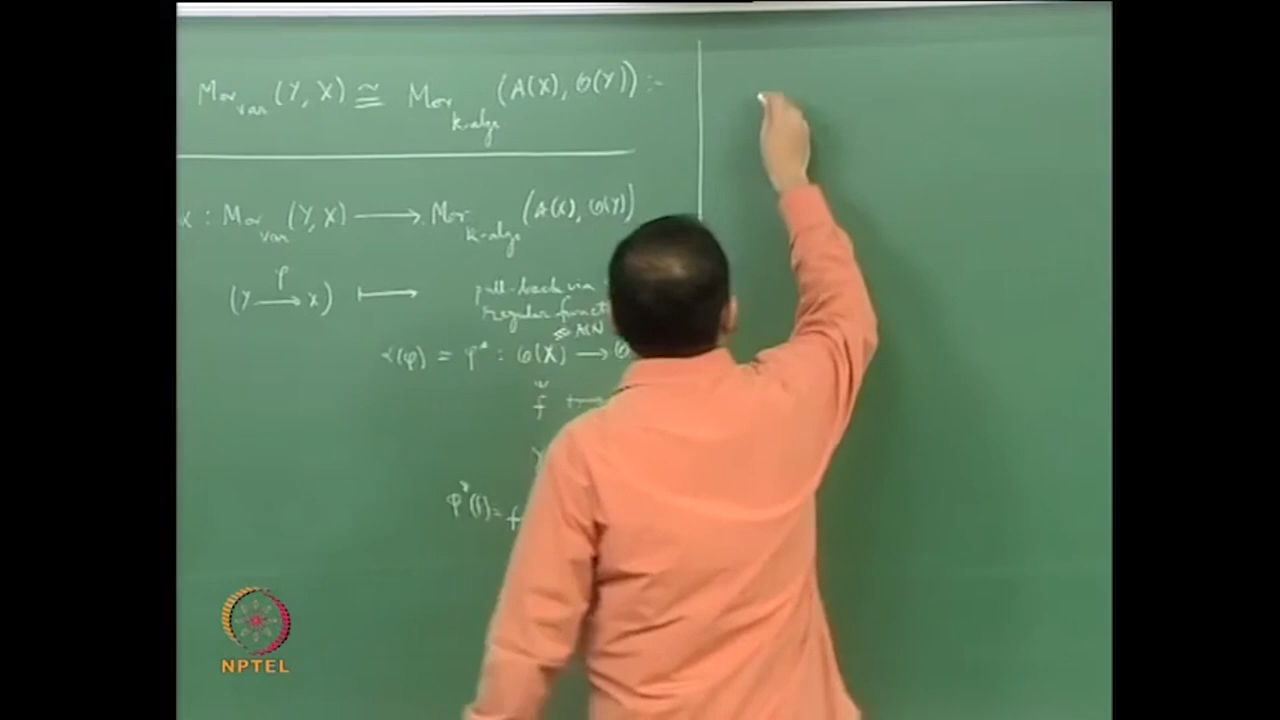 Mor_var (Y, X) ≅ Mor_k-alg (A(X), O(Y)) :-
α : Mor_var (Y, X) ⟶ Mor_k-alg (A(X), O(Y))
(Y —φ→ X) ⟼ pull-back via
regular funct
≅ A(X)
α(φ) = φ* : O(X) ⟶ O
f ⟼
Y
φ*(f) = f
NPTEL